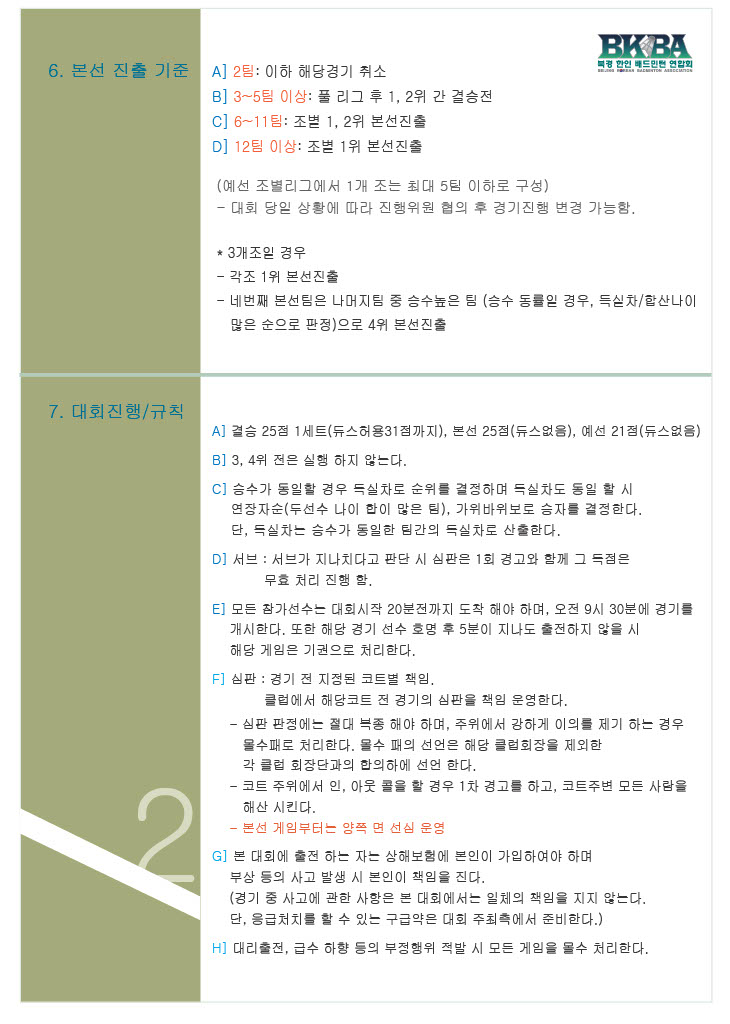 BKBA
북경 한인 배드민턴 연합회
BEIJING KOREAN BADMINTON ASSOCIATION
6. 본선 진출 기준
A] 2팀: 이하 해당경기 취소
B] 3~5팀 이상: 풀 리그 후 1, 2위 간 결승전
C] 6~11팀: 조별 1, 2위 본선진출
D] 12팀 이상: 조별 1위 본선진출
(예선 조별리그에서 1개 조는 최대 5팀 이하로 구성)
- 대회 당일 상황에 따라 진행위원 협의 후 경기진행 변경 가능함.
* 3개조일 경우
- 각조 1위 본선진출
- 네번째 본선팀은 나머지팀 중 승수높은 팀 (승수 동률일 경우, 득실차/합산나이
많은 순으로 판정)으로 4위 본선진출
7. 대회진행/규칙
A] 결승 25점 1세트(듀스허용31점까지), 본선 25점(듀스없음), 예선 21점(듀스없음)
B] 3, 4위 전은 실행 하지 않는다.
C] 승수가 동일할 경우 득실차로 순위를 결정하며 득실차도 동일 할 시
연장자순(두선수 나이 합이 많은 팀), 가위바위보로 승자를 결정한다.
단, 득실차는 승수가 동일한 팀간의 득실차로 산출한다.
D] 서브 : 서브가 지나치다고 판단 시 심판은 1회 경고와 함께 그 득점은
무효 처리 진행 함.
E] 모든 참가선수는 대회시작 20분전까지 도착 해야 하며, 오전 9시 30분에 경기를
개시한다. 또한 해당 경기 선수 호명 후 5분이 지나도 출전하지 않을 시
해당 게임은 기권으로 처리한다.
F] 심판 : 경기 전 지정된 코트별 책임.
클럽에서 해당코트 전 경기의 심판을 책임 운영한다.
- 심판 판정에는 절대 복종 해야 하며, 주위에서 강하게 이의를 제기 하는 경우
몰수패로 처리한다. 몰수 패의 선언은 해당 클럽회장을 제외한
각 클럽 회장단과의 합의하에 선언 한다.
- 코트 주위에서 인, 아웃 콜을 할 경우 1차 경고를 하고, 코트주변 모든 사람을
해산 시킨다.
- 본선 게임부터는 양쪽 면 선심 운영
G] 본 대회에 출전 하는 자는 상해보험에 본인이 가입하여야 하며
부상 등의 사고 발생 시 본인이 책임을 진다.
(경기 중 사고에 관한 사항은 본 대회에서는 일체의 책임을 지지 않는다.
단, 응급처치를 할 수 있는 구급약은 대회 주최측에서 준비한다.)
H] 대리출전, 급수 하향 등의 부정행위 적발 시 모든 게임을 몰수 처리한다.
2